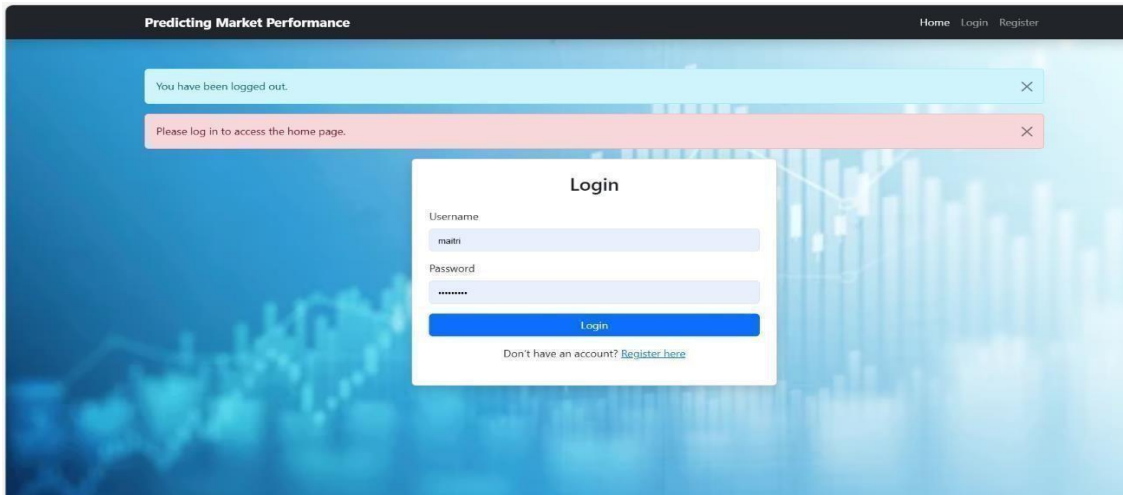 Predicting Market Performance
Home Login Register
You have been logged out.
Please log in to access the home page.
Login
Username
maitri
Password
•••••••••
Login
Don't have an account? Register here